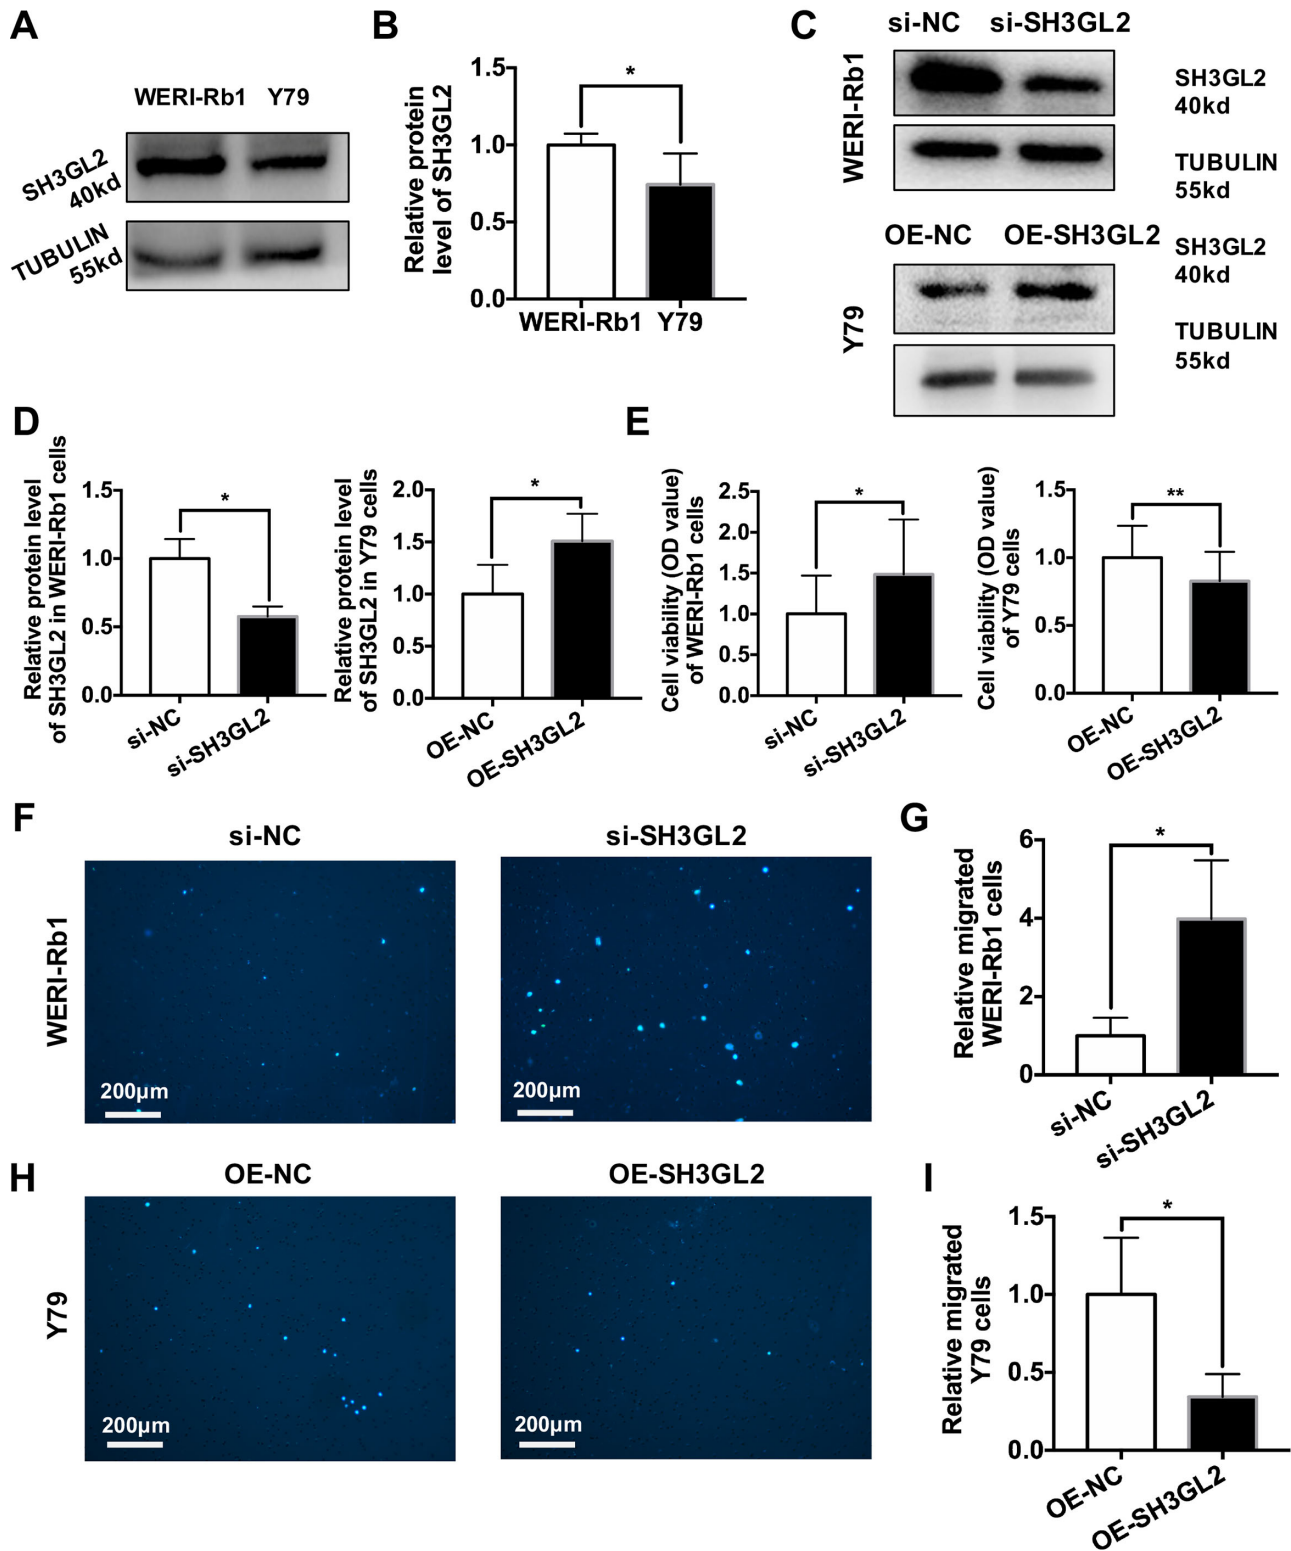 A
WERI-Rb1 Y79
SH3GL2
40kd
TUBULIN
55kd
B
Relative protein
level of SH3GL2
1.5
1.0
0.5
0.0
*
WERI-Rb1 Y79
C
si-NC si-SH3GL2
WERI-Rb1
SH3GL2
40kd
TUBULIN
55kd
OE-NC OE-SH3GL2
Y79
SH3GL2
40kd
TUBULIN
55kd
D
Relative protein level
of SH3GL2 in WERI-Rb1 cells
1.5
1.0
0.5
0.0
*
si-NC
si-SH3GL2
Relative protein level
of SH3GL2 in Y79 cells
2.0
1.5
1.0
0.5
0.0
*
OE-NC
OE-SH3GL2
E
Cell viability (OD value)
of WERI-Rb1 cells
2.5
2.0
1.5
1.0
0.5
0.0
*
si-NC
si-SH3GL2
Cell viability (OD value)
of Y79 cells
1.5
1.0
0.5
0.0
**
OE-NC
OE-SH3GL2
F
si-NC
si-SH3GL2
WERI-Rb1
200μm
200μm
G
Relative migrated
WERI-Rb1 cells
6
4
2
0
*
si-NC
si-SH3GL2
H
OE-NC
OE-SH3GL2
Y79
200μm
200μm
I
Relative migrated
Y79 cells
1.5
1.0
0.5
0.0
*
OE-NC
OE-SH3GL2